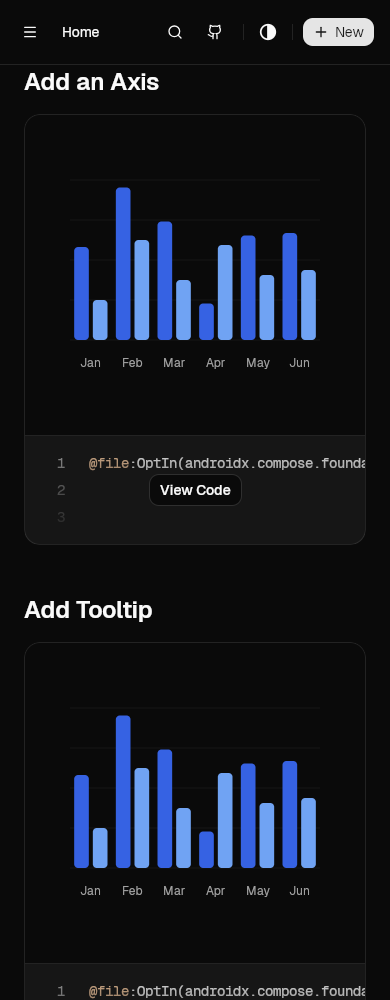 Home
New
Add an Axis
Jan Feb Mar Apr May Jun
1 @file:OptIn(androidx.compose.founda
2
View Code
3
Add Tooltip
Jan Feb Mar Apr May Jun
1 @file:OptIn(androidx.compose.founda